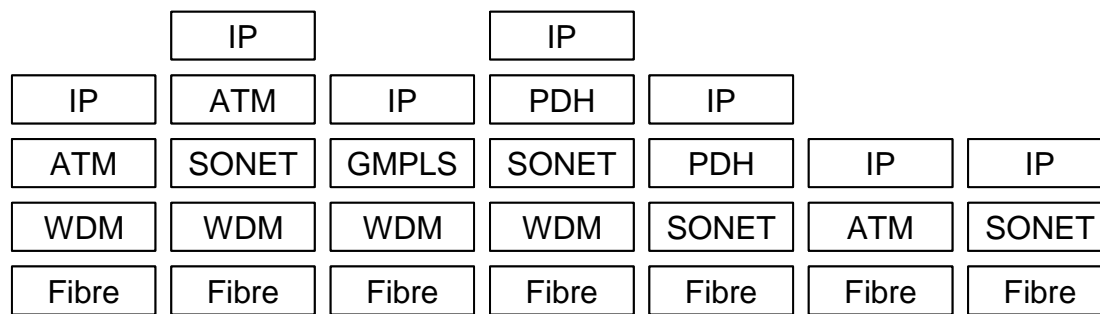 IP IP
IP ATM IP PDH IP
ATM SONET GMPLS SONET PDH IP IP
WDM WDM WDM WDM SONET ATM SONET
Fibre Fibre Fibre Fibre Fibre Fibre Fibre